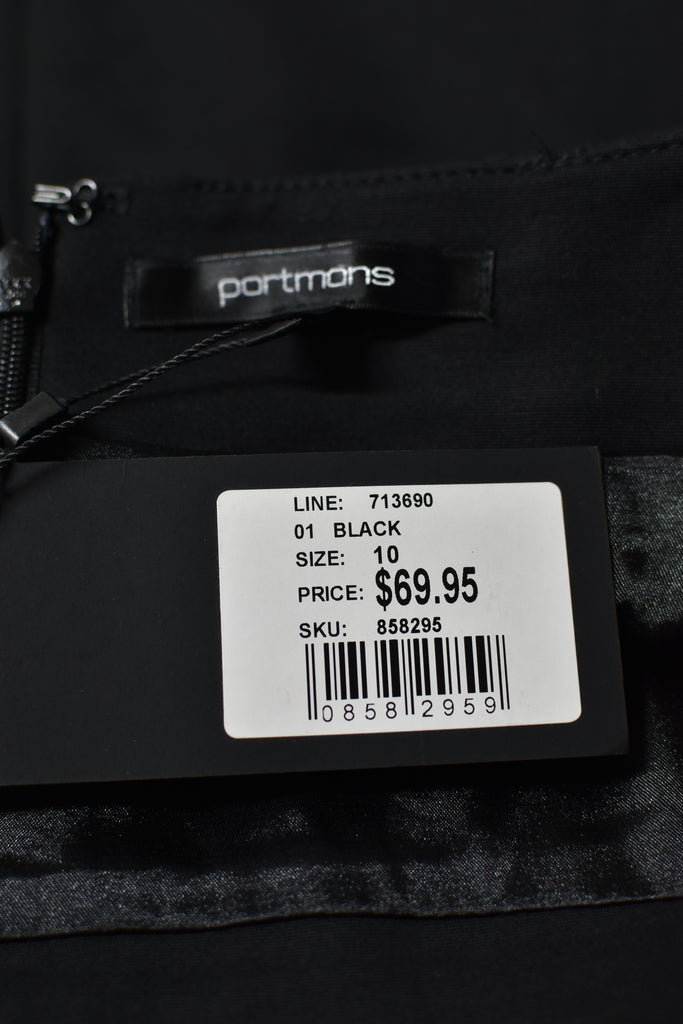 portmans
LINE: 713690
01 BLACK
SIZE: 10
PRICE: $69.95
SKU: 858295
0858 2959